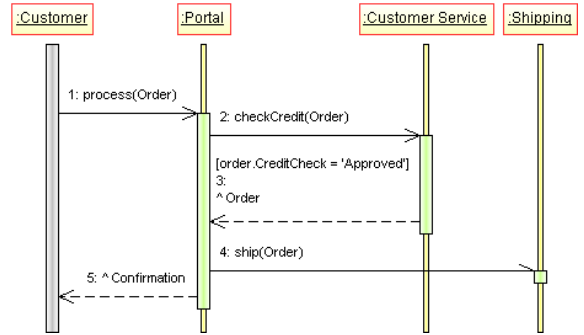 :Customer
:Portal
:Customer Service
:Shipping
1: process(Order)
2: checkCredit(Order)
[order.CreditCheck = 'Approved']
3:
^ Order
4: ship(Order)
5: ^ Confirmation